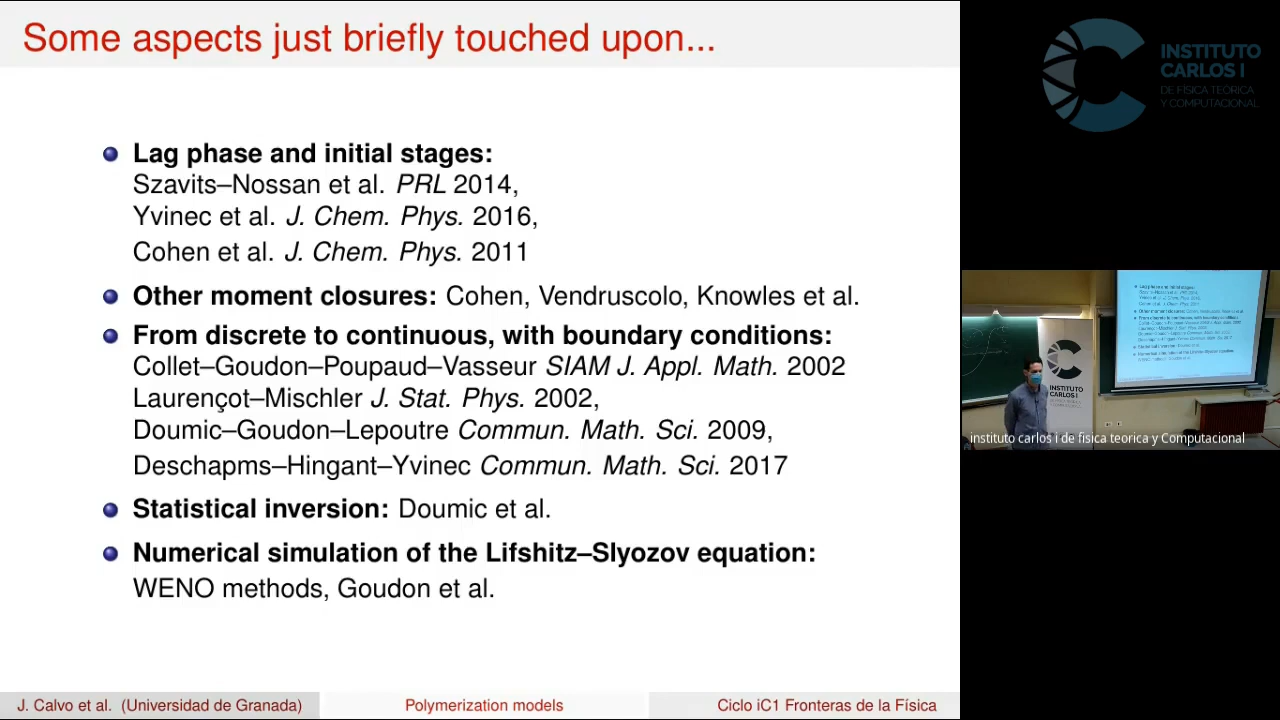 Some aspects just briefly touched upon...
Lag phase and initial stages:
Szavits–Nossan et al. PRL 2014,
Yvinec et al. J. Chem. Phys. 2016,
Cohen et al. J. Chem. Phys. 2011
Other moment closures: Cohen, Vendruscolo, Knowles et al.
From discrete to continuous, with boundary conditions:
Collet–Goudon–Poupaud–Vasseur SIAM J. Appl. Math. 2002
Laurençot–Mischler J. Stat. Phys. 2002,
Doumic–Goudon–Lepoutre Commun. Math. Sci. 2009,
Deschapms–Hingant–Yvinec Commun. Math. Sci. 2017
Statistical inversion: Doumic et al.
Numerical simulation of the Lifshitz–Slyozov equation:
WENO methods, Goudon et al.
J. Calvo et al. (Universidad de Granada)
Polymerization models
Ciclo iC1 Fronteras de la Física
INSTITUTO
CARLOS I
DE FÍSICA TEÓRICA
Y COMPUTACIONAL
INSTITUTO
CARLOS I
instituto carlos i de fisica teorica y Computacional